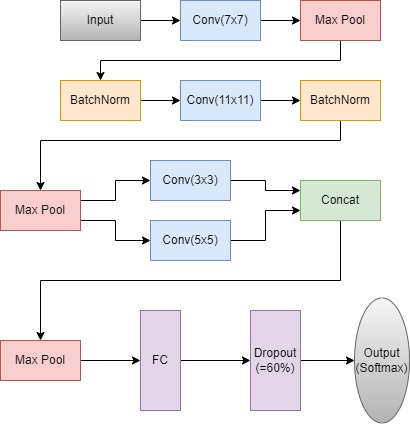 Input
Conv(7x7)
Max Pool
BatchNorm
Conv(11x11)
BatchNorm
Max Pool
Conv(3x3)
Conv(5x5)
Concat
Max Pool
FC
Dropout
(=60%)
Output
(Softmax)